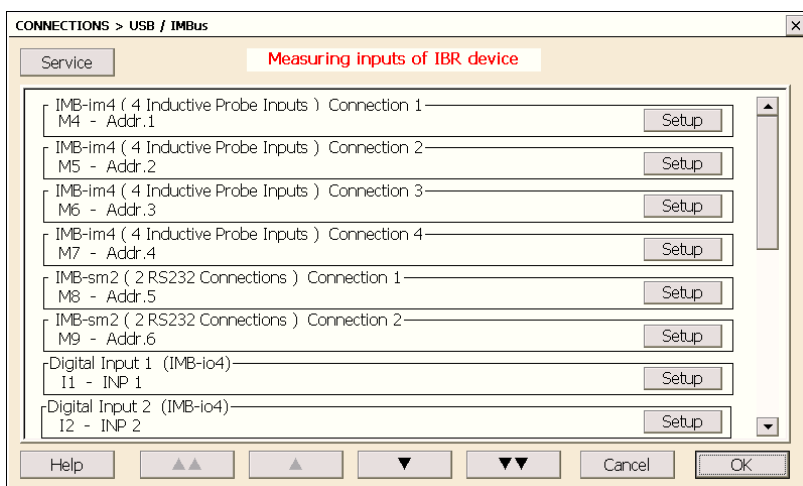 CONNECTIONS > USB / IMBus
Service
Measuring inputs of IBR device
IMB-im4 ( 4 Inductive Probe Inputs ) Connection 1
M4 - Addr.1
Setup
IMB-im4 ( 4 Inductive Probe Inputs ) Connection 2
M5 - Addr.2
Setup
IMB-im4 ( 4 Inductive Probe Inputs ) Connection 3
M6 - Addr.3
Setup
IMB-im4 ( 4 Inductive Probe Inputs ) Connection 4
M7 - Addr.4
Setup
IMB-sm2 ( 2 RS232 Connections ) Connection 1
M8 - Addr.5
Setup
IMB-sm2 ( 2 RS232 Connections ) Connection 2
M9 - Addr.6
Setup
Digital Input 1 (IMB-io4)
I1 - INP 1
Setup
Digital Input 2 (IMB-io4)
I2 - INP 2
Setup
Help
Cancel
OK